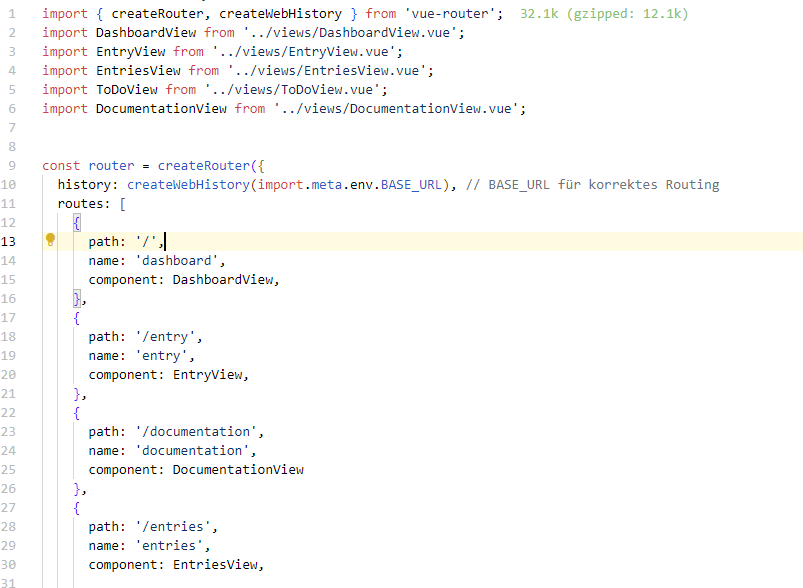 1 import { createRouter, createWebHistory } from 'vue-router'; 32.1k (gzipped: 12.1k)
2 import DashboardView from '../views/DashboardView.vue';
3 import EntryView from '../views/EntryView.vue';
4 import EntriesView from '../views/EntriesView.vue';
5 import ToDoView from '../views/ToDoView.vue';
6 import DocumentationView from '../views/DocumentationView.vue';
7
8
9 const router = createRouter({
10 history: createWebHistory(import.meta.env.BASE_URL), // BASE_URL für korrektes Routing
11 routes: [
12 {
13 path: '/',
14 name: 'dashboard',
15 component: DashboardView,
16 },
17 {
18 path: '/entry',
19 name: 'entry',
20 component: EntryView,
21 },
22 {
23 path: '/documentation',
24 name: 'documentation',
25 component: DocumentationView
26 },
27 {
28 path: '/entries',
29 name: 'entries',
30 component: EntriesView,
31